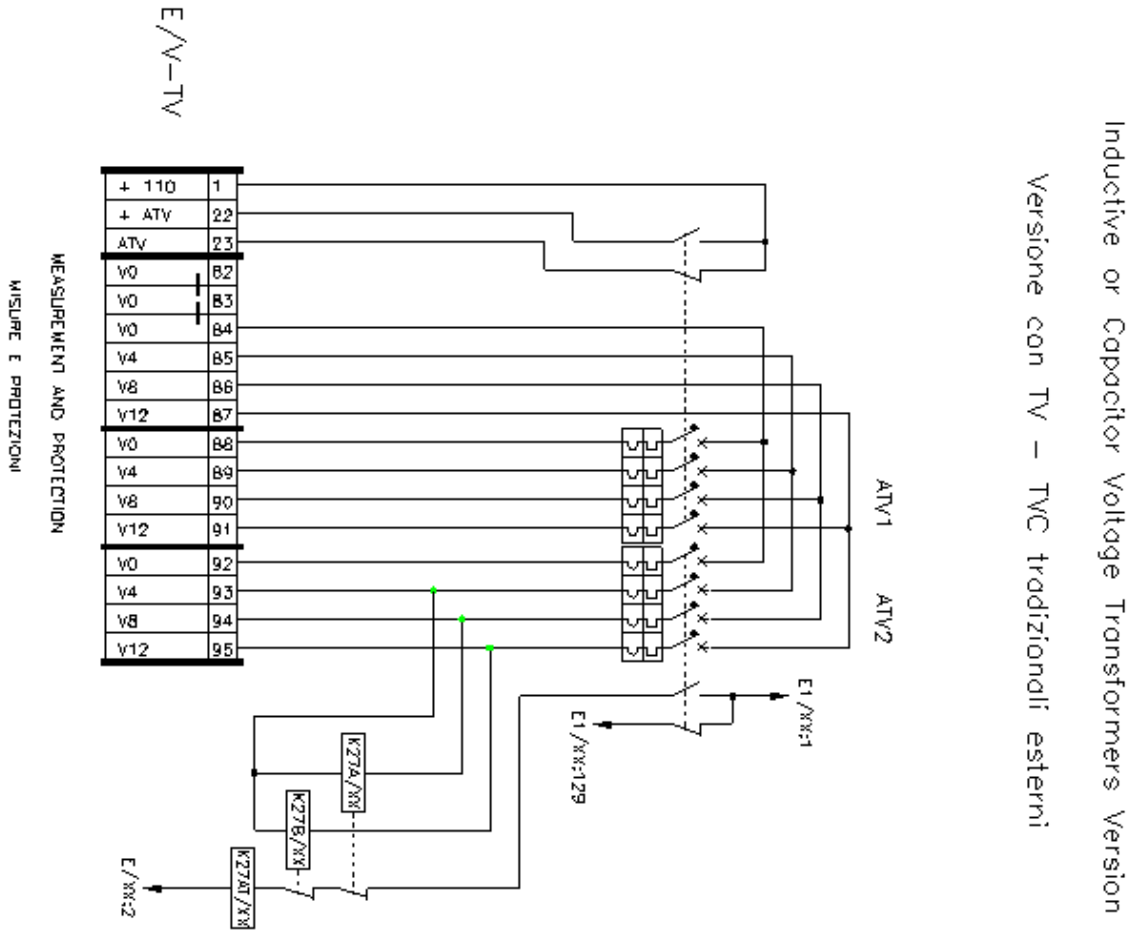 Inductive or Capacitor Voltage Transformers Version
Versione con TV – TVC tradizionali esterni
E/V–TV
+ 110 1
+ ATV 22
ATV 23
V0 82
V0 83
V0 84
V4 85
V8 86
V12 87
V0 88
V4 89
V8 90
V12 91
V0 92
V4 93
V8 94
V12 95
MEASUREMENT AND PROTECTION
MISURE E PROTEZIONI
ATV1
ATV2
E1/XX:1
E1/XX:129
K27A/XX
K27B/XX
K27AT/XX
E/XX:2